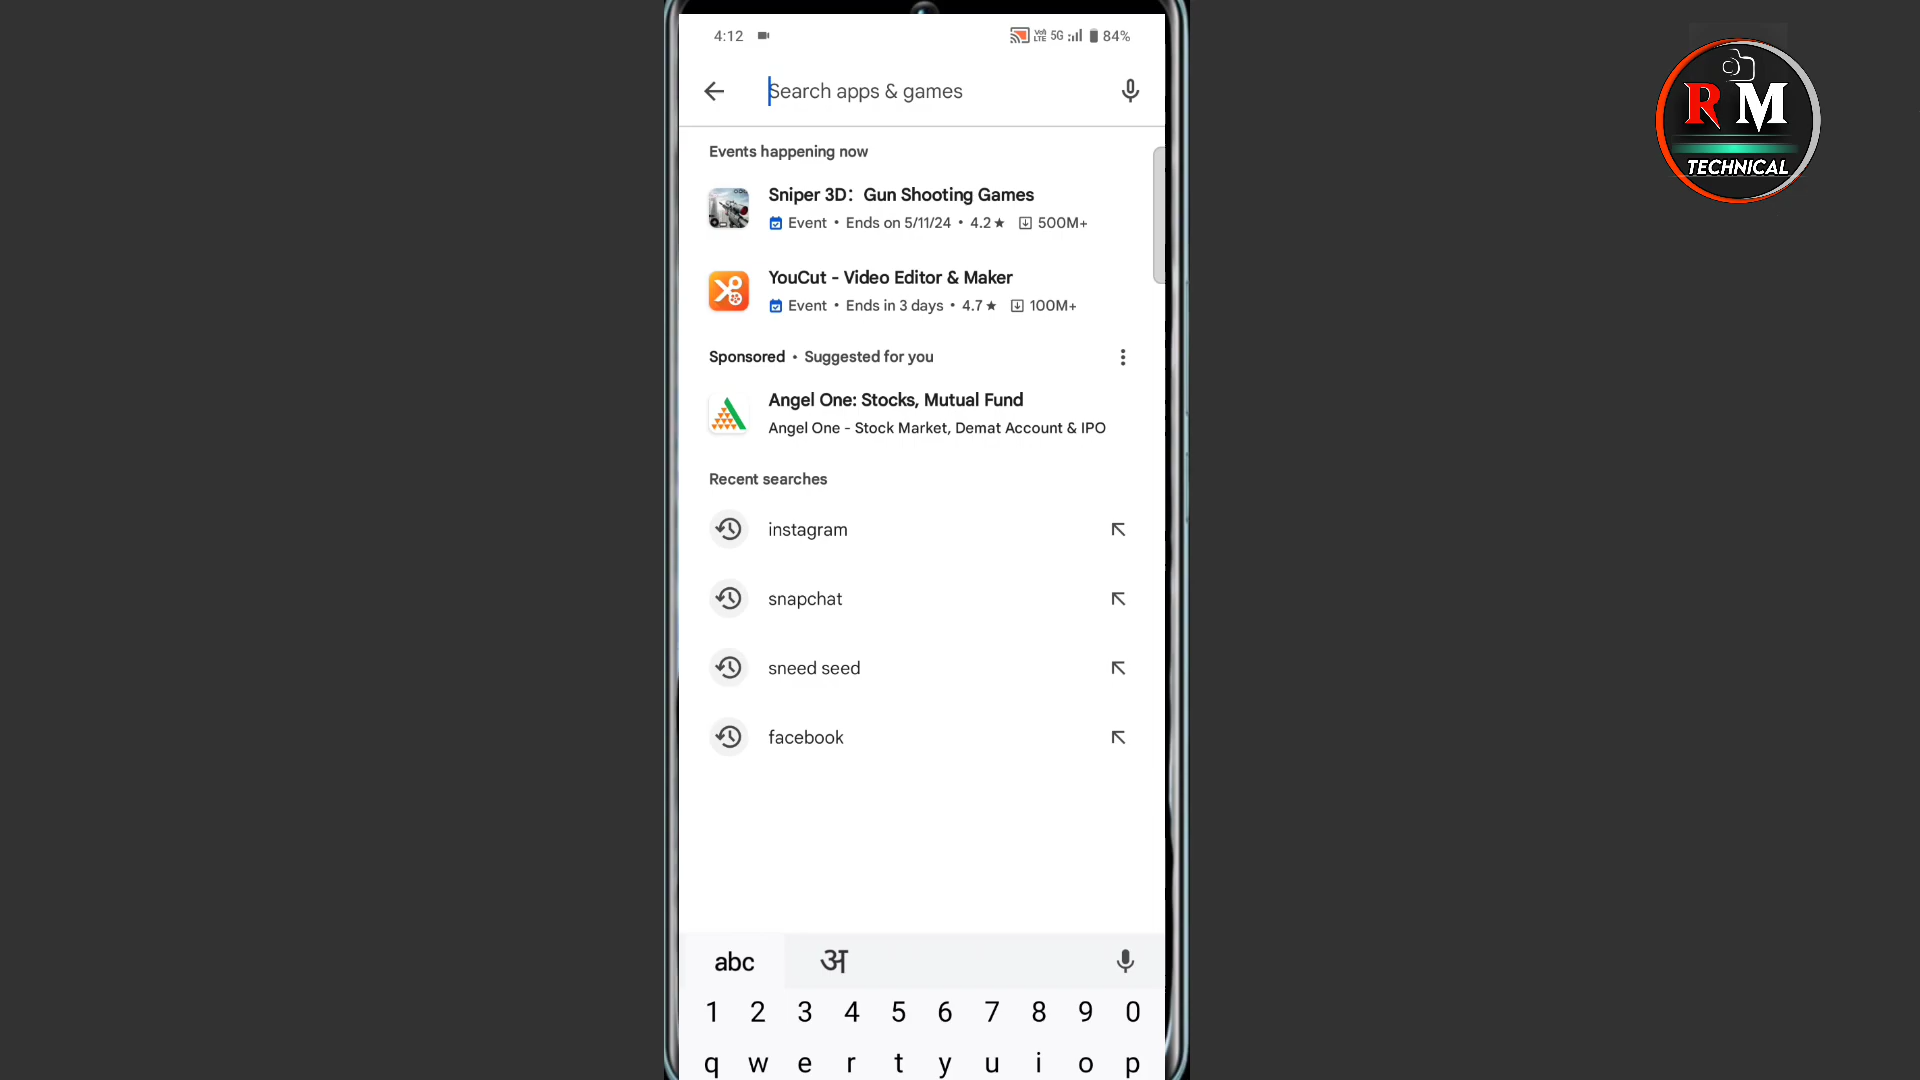 4:12
Vo) LTE 5G 84%
Search apps & games
Events happening now
Sniper 3D: Gun Shooting Games
Event • Ends on 5/11/24 • 4.2★ 500M+
YouCut - Video Editor & Maker
Event • Ends in 3 days • 4.7★ 100M+
Sponsored • Suggested for you
Angel One: Stocks, Mutual Fund
Angel One - Stock Market, Demat Account & IPO
Recent searches
instagram
snapchat
sneed seed
facebook
abc अ
1 2 3 4 5 6 7 8 9 0
q w e r t y u i o p
R M
TECHNICAL